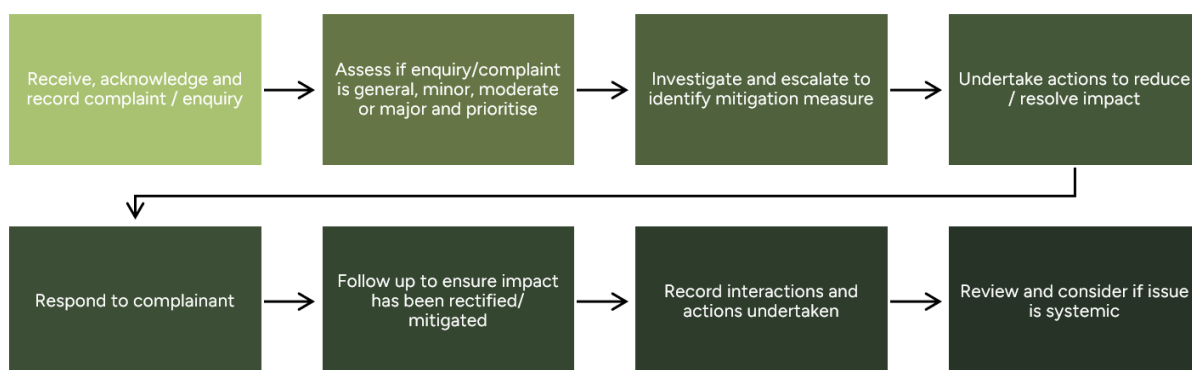 Receive, acknowledge and
record complaint / enquiry
Assess if enquiry/complaint
is general, minor, moderate
or major and prioritise
Investigate and escalate to
identify mitigation measure
Undertake actions to reduce
/ resolve impact
Respond to complainant
Follow up to ensure impact
has been rectified/
mitigated
Record interactions and
actions undertaken
Review and consider if issue
is systemic